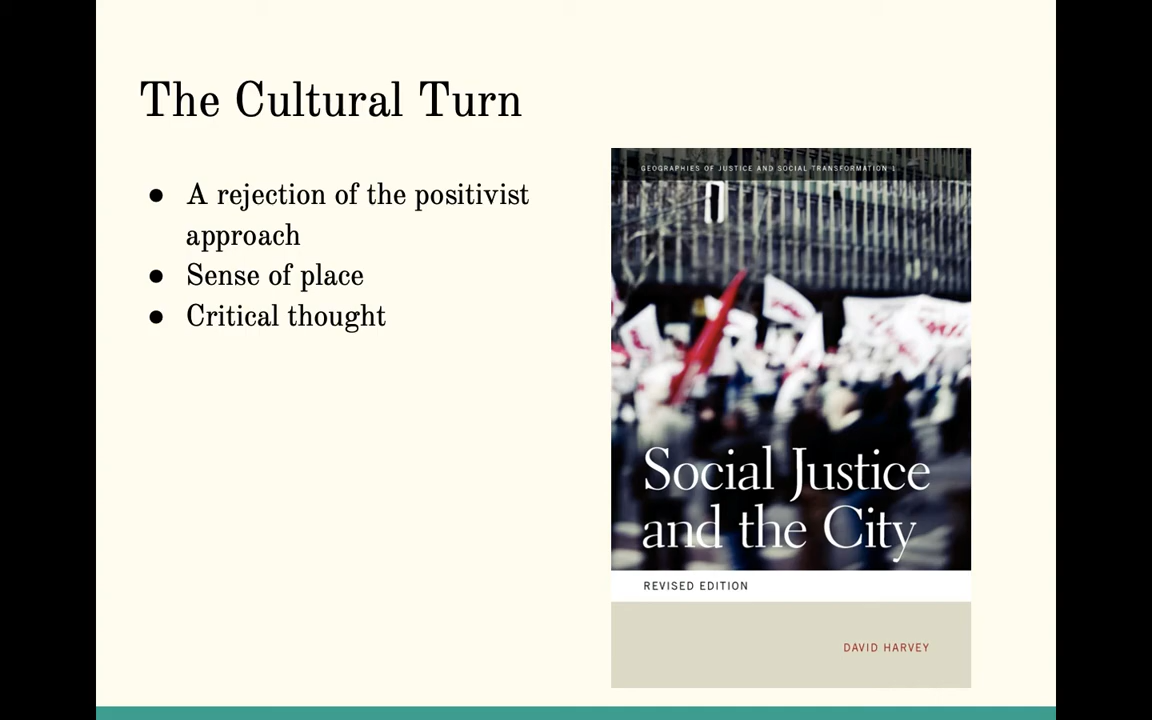 The Cultural Turn
● A rejection of the positivist
approach
● Sense of place
● Critical thought
GEOGRAPHIES OF JUSTICE AND SOCIAL TRANSFORMATION 1
Social Justice
and the City
REVISED EDITION
DAVID HARVEY